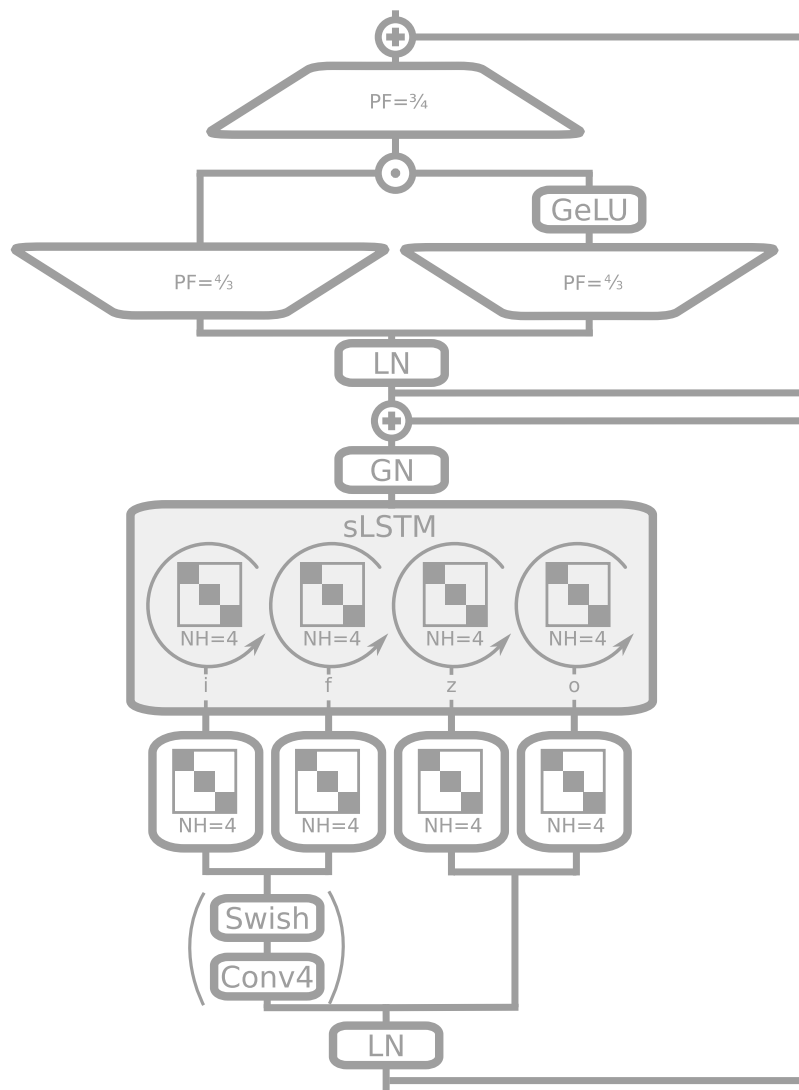 PF=¾
GeLU
PF=⁴⁄₃ PF=⁴⁄₃
LN
GN
sLSTM
NH=4 NH=4 NH=4 NH=4
i f z o
NH=4 NH=4 NH=4 NH=4
Swish
Conv4
LN